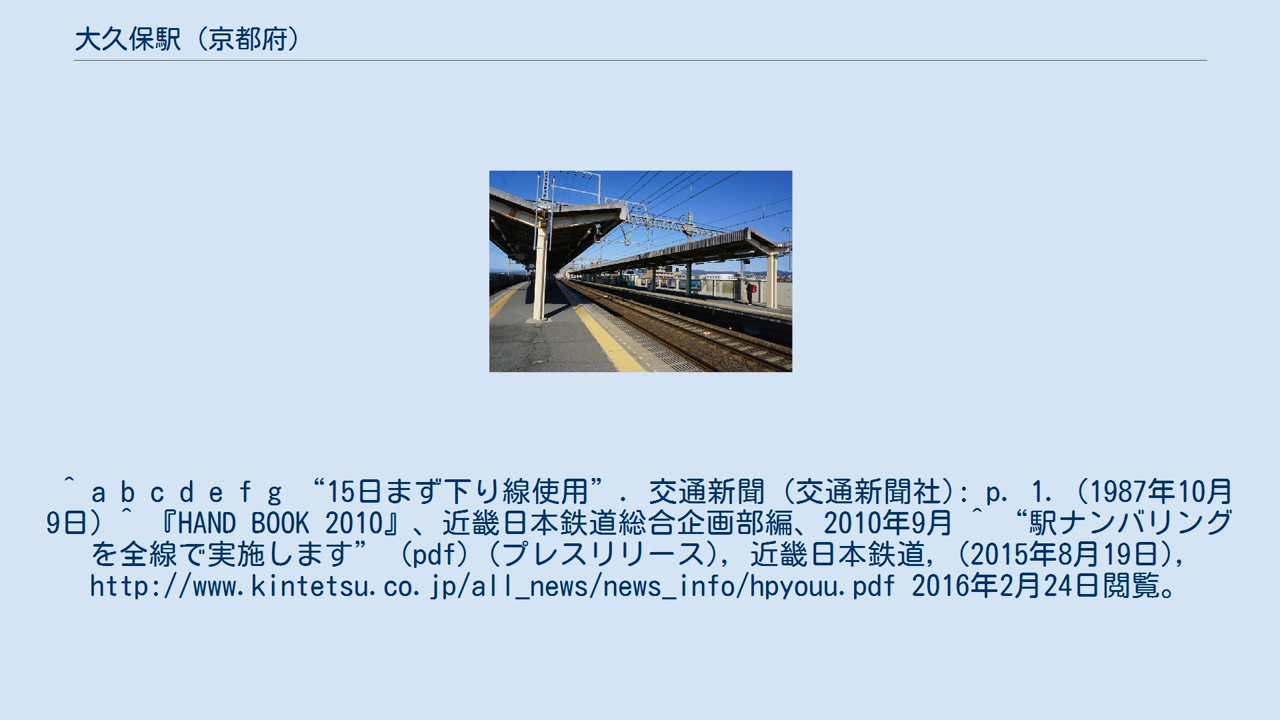 大久保駅（京都府）
^ a b c d e f g “15日まず下り線使用”. 交通新聞 (交通新聞社): p. 1. (1987年10月
9日) ^ 『HAND BOOK 2010』、近畿日本鉄道総合企画部編、2010年9月 ^ “駅ナンバリング
を全線で実施します” (pdf) (プレスリリース), 近畿日本鉄道, (2015年8月19日),
http://www.kintetsu.co.jp/all_news/news_info/hpyouu.pdf 2016年2月24日閲覧。